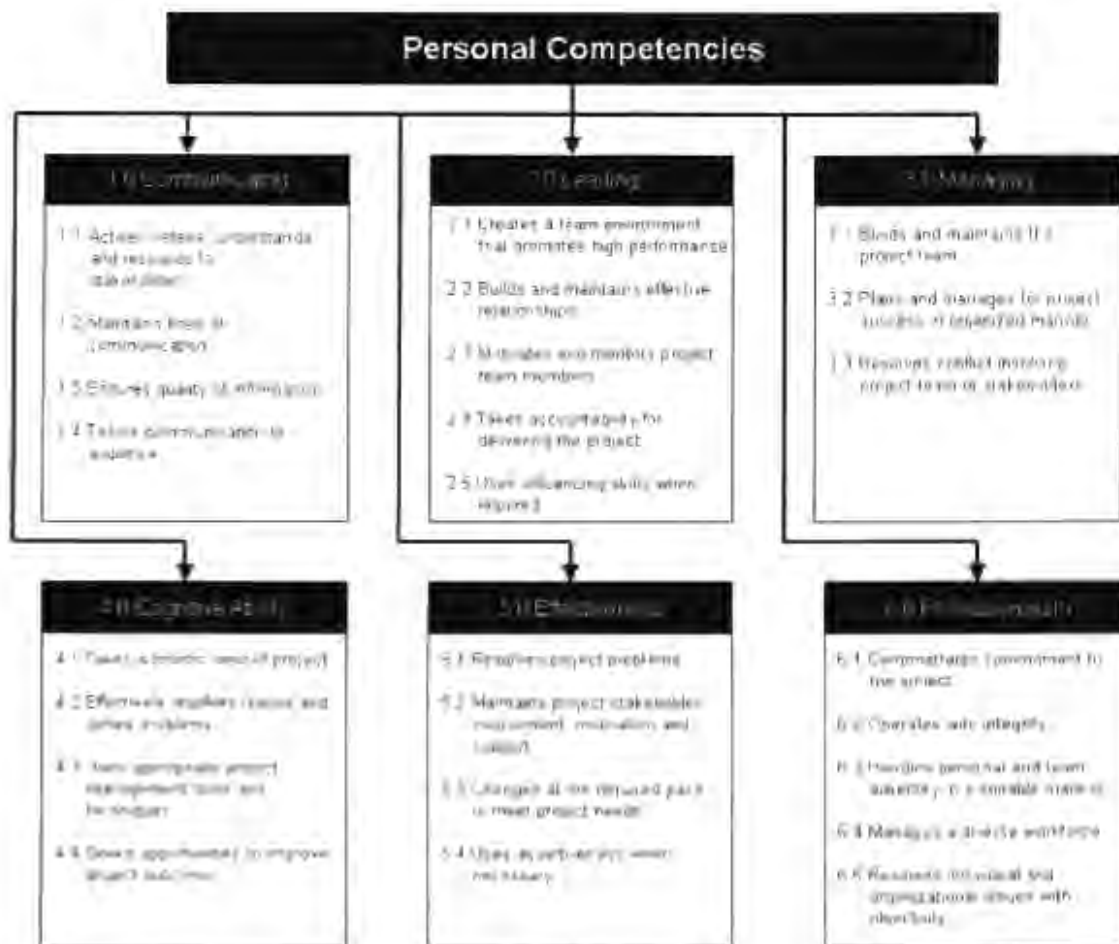 Personal Competencies
1.0 Communicating
1.1 Actively listens, understands
and responds to
stakeholders
1.2 Maintains lines of
communication
1.3 Ensures quality of information
1.4 Tailors communication to
audience
2.0 Leading
2.1 Creates a team environment
that promotes high performance
2.2 Builds and maintains effective
relationships
2.3 Motivates and mentors project
team members
2.4 Takes accountability for
delivering the project
2.5 Uses influencing skills when
required
3.0 Managing
3.1 Builds and maintains the
project team
3.2 Plans and manages for project
success in organized manner
3.3 Resolves conflict involving
project team or stakeholders
4.0 Cognitive Ability
4.1 Takes a holistic view of project
4.2 Effectively resolves issues and
solves problems
4.3 Uses appropriate project
management tools and
techniques
4.4 Seeks opportunities to improve
project outcome
5.0 Effectiveness
5.1 Resolves project problems
5.2 Maintains project stakeholder
involvement, motivation and
support
5.3 Changes at the required pace
to meet project needs
5.4 Uses assertiveness when
necessary
6.0 Professionalism
6.1 Demonstrates commitment to
the project
6.2 Operates with integrity
6.3 Handles personal and team
adversity in a suitable manner
6.4 Manages a diverse workforce
6.5 Resolves individual and
organizational issues with
objectivity